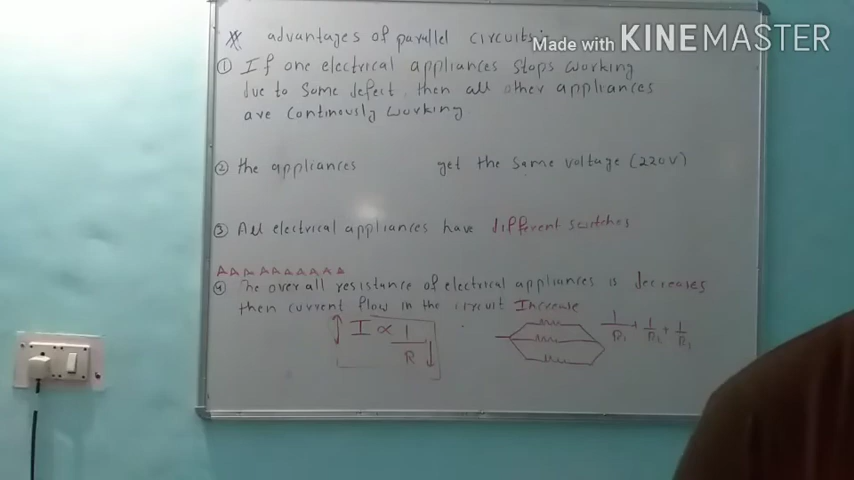 advantages of parallel circuits :-
Made with KINEMASTER
① If one electrical appliances stops working
due to some defect then all other appliances
are continously working
② the appliances get the same voltage (220V)
③ All electrical appliances have different switches
④ The overall resistance of electrical appliances is decreases
then current flow in the circuit Increase
I ∝ 1/R
1/R₁ + 1/R₂ + 1/R₃